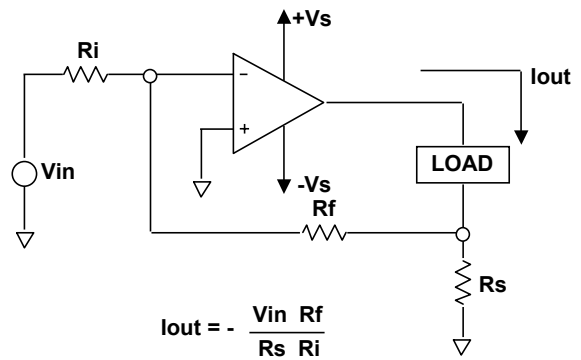 +Vs
Ri
Iout
–
+
LOAD
Vin
-Vs
Rf
Rs
Iout = - Vin Rf
Rs Ri